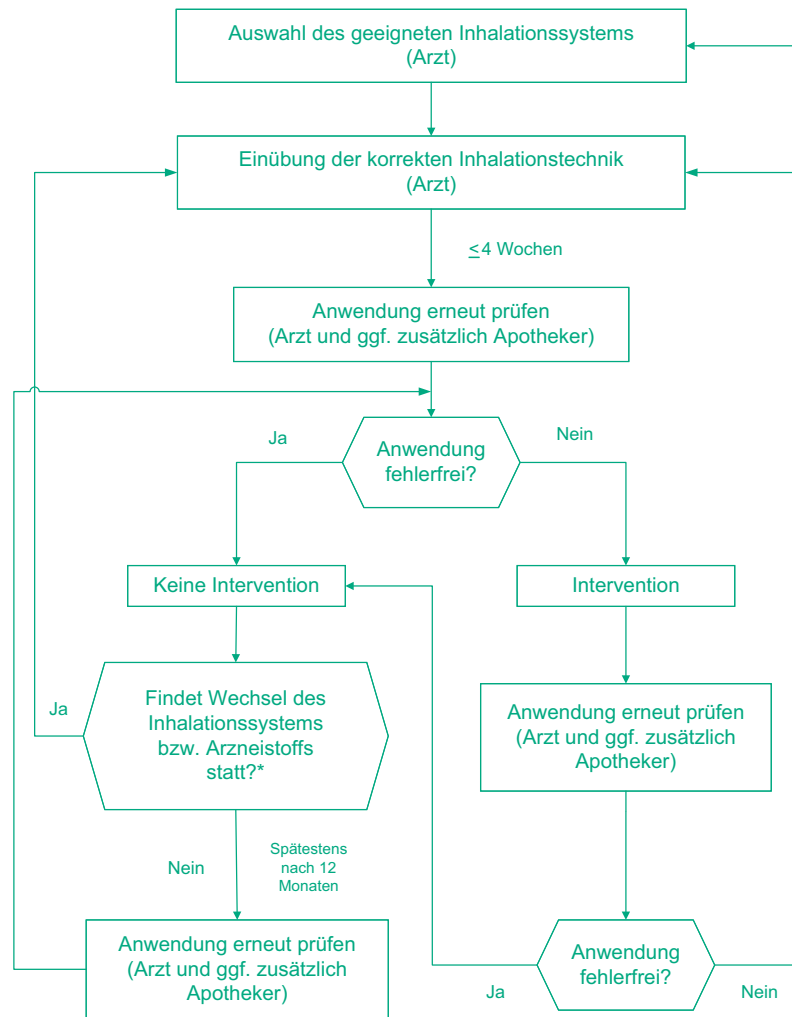 Auswahl des geeigneten Inhalationssystems
(Arzt)
Einübung der korrekten Inhalationstechnik
(Arzt)
≤4 Wochen
Anwendung erneut prüfen
(Arzt und ggf. zusätzlich Apotheker)
Ja
Anwendung
fehlerfrei?
Nein
Keine Intervention
Intervention
Ja
Findet Wechsel des
Inhalationssystems
bzw. Arzneistoffs
statt?*
Anwendung erneut prüfen
(Arzt und ggf. zusätzlich
Apotheker)
Nein
Spätestens
nach 12
Monaten
Anwendung erneut prüfen
(Arzt und ggf. zusätzlich
Apotheker)
Ja
Anwendung
fehlerfrei?
Nein